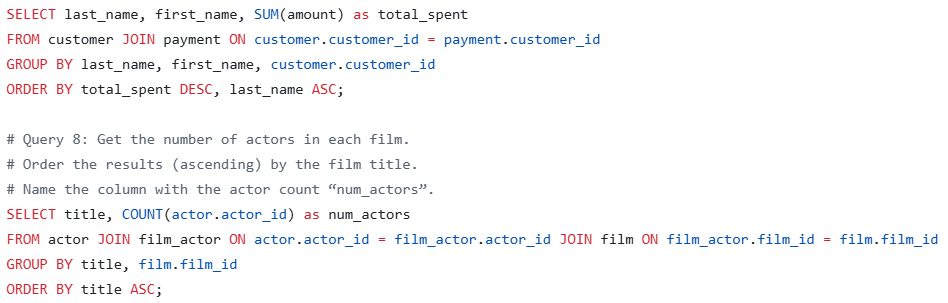 SELECT last_name, first_name, SUM(amount) as total_spent
FROM customer JOIN payment ON customer.customer_id = payment.customer_id
GROUP BY last_name, first_name, customer.customer_id
ORDER BY total_spent DESC, last_name ASC;
# Query 8: Get the number of actors in each film.
# Order the results (ascending) by the film title.
# Name the column with the actor count “num_actors”.
SELECT title, COUNT(actor.actor_id) as num_actors
FROM actor JOIN film_actor ON actor.actor_id = film_actor.actor_id JOIN film ON film_actor.film_id = film.film_id
GROUP BY title, film.film_id
ORDER BY title ASC;